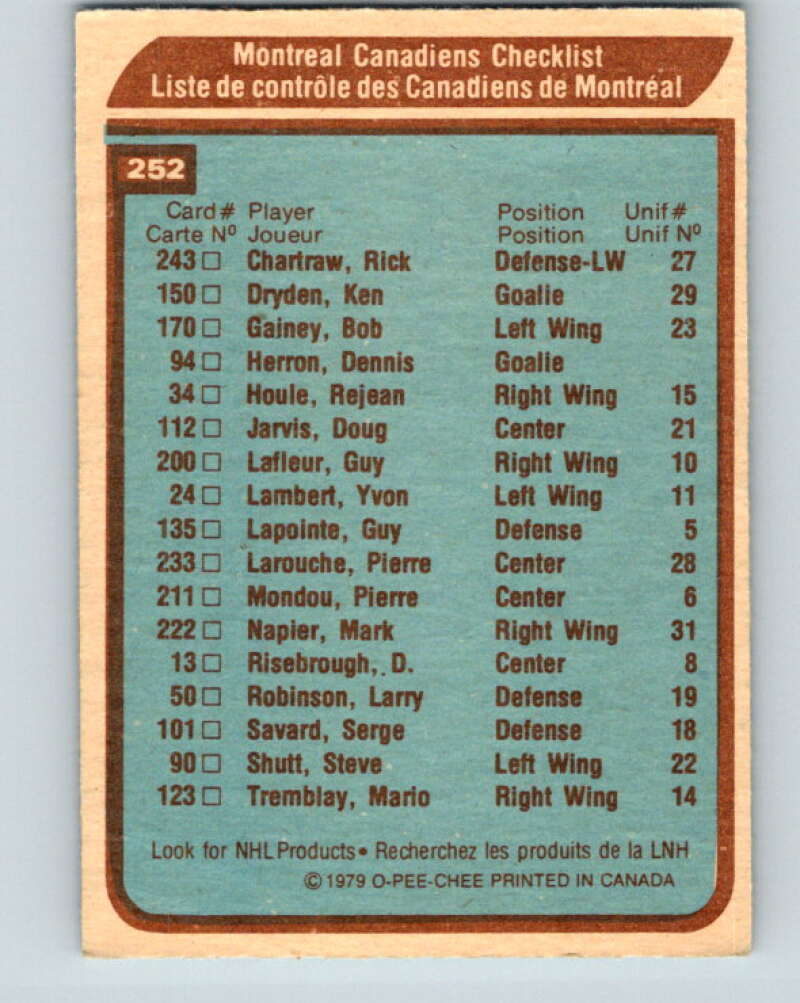 Montreal Canadiens Checklist
Liste de contrôle des Canadiens de Montréal
252
Card # Player Position Unif #
Carte Nº Joueur Position Unif Nº
243 □ Chartraw, Rick Defense-LW 27
150 □ Dryden, Ken Goalie 29
170 □ Gainey, Bob Left Wing 23
94 □ Herron, Dennis Goalie
34 □ Houle, Rejean Right Wing 15
112 □ Jarvis, Doug Center 21
200 □ Lafleur, Guy Right Wing 10
24 □ Lambert, Yvon Left Wing 11
135 □ Lapointe, Guy Defense 5
233 □ Larouche, Pierre Center 28
211 □ Mondou, Pierre Center 6
222 □ Napier, Mark Right Wing 31
13 □ Risebrough, D. Center 8
50 □ Robinson, Larry Defense 19
101 □ Savard, Serge Defense 18
90 □ Shutt, Steve Left Wing 22
123 □ Tremblay, Mario Right Wing 14
Look for NHL Products • Recherchez les produits de la LNH
© 1979 O-PEE-CHEE PRINTED IN CANADA